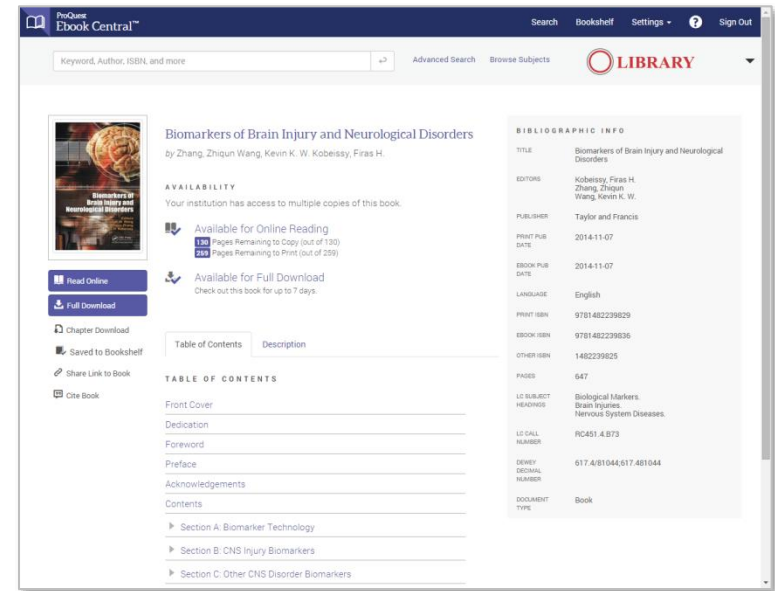 ProQuest
Ebook Central™
Search Bookshelf Settings ? Sign Out
Keyword, Author, ISBN, and more
Advanced Search Browse Subjects
LIBRARY
Biomarkers of
Brain Injury and
Neurological Disorders
Read Online
Full Download
Chapter Download
Saved to Bookshelf
Share Link to Book
Cite Book
Biomarkers of Brain Injury and Neurological Disorders
by Zhang, Zhiqun Wang, Kevin K. W. Kobeissy, Firas H.
AVAILABILITY
Your institution has access to multiple copies of this book.
Available for Online Reading
130 Pages Remaining to Copy (out of 130)
259 Pages Remaining to Print (out of 259)
Available for Full Download
Check out this book for up to 7 days.
Table of Contents Description
TABLE OF CONTENTS
Front Cover
Dedication
Foreword
Preface
Acknowledgements
Contents
Section A: Biomarker Technology
Section B: CNS Injury Biomarkers
Section C: Other CNS Disorder Biomarkers
BIBLIOGRAPHIC INFO
TITLE Biomarkers of Brain Injury and Neurological
Disorders
EDITORS Kobeissy, Firas H.
Zhang, Zhiqun
Wang, Kevin K. W.
PUBLISHER Taylor and Francis
PRINT PUB
DATE 2014-11-07
EBOOK PUB
DATE 2014-11-07
LANGUAGE English
PRINT ISBN 9781482239829
EBOOK ISBN 9781482239836
OTHER ISBN 1482239825
PAGES 647
LC SUBJECT
HEADINGS Biological Markers.
Brain Injuries.
Nervous System Diseases.
LC CALL
NUMBER RC451.4.B73
DEWEY
DECIMAL
NUMBER 617.4/81044;617.481044
DOCUMENT
TYPE Book